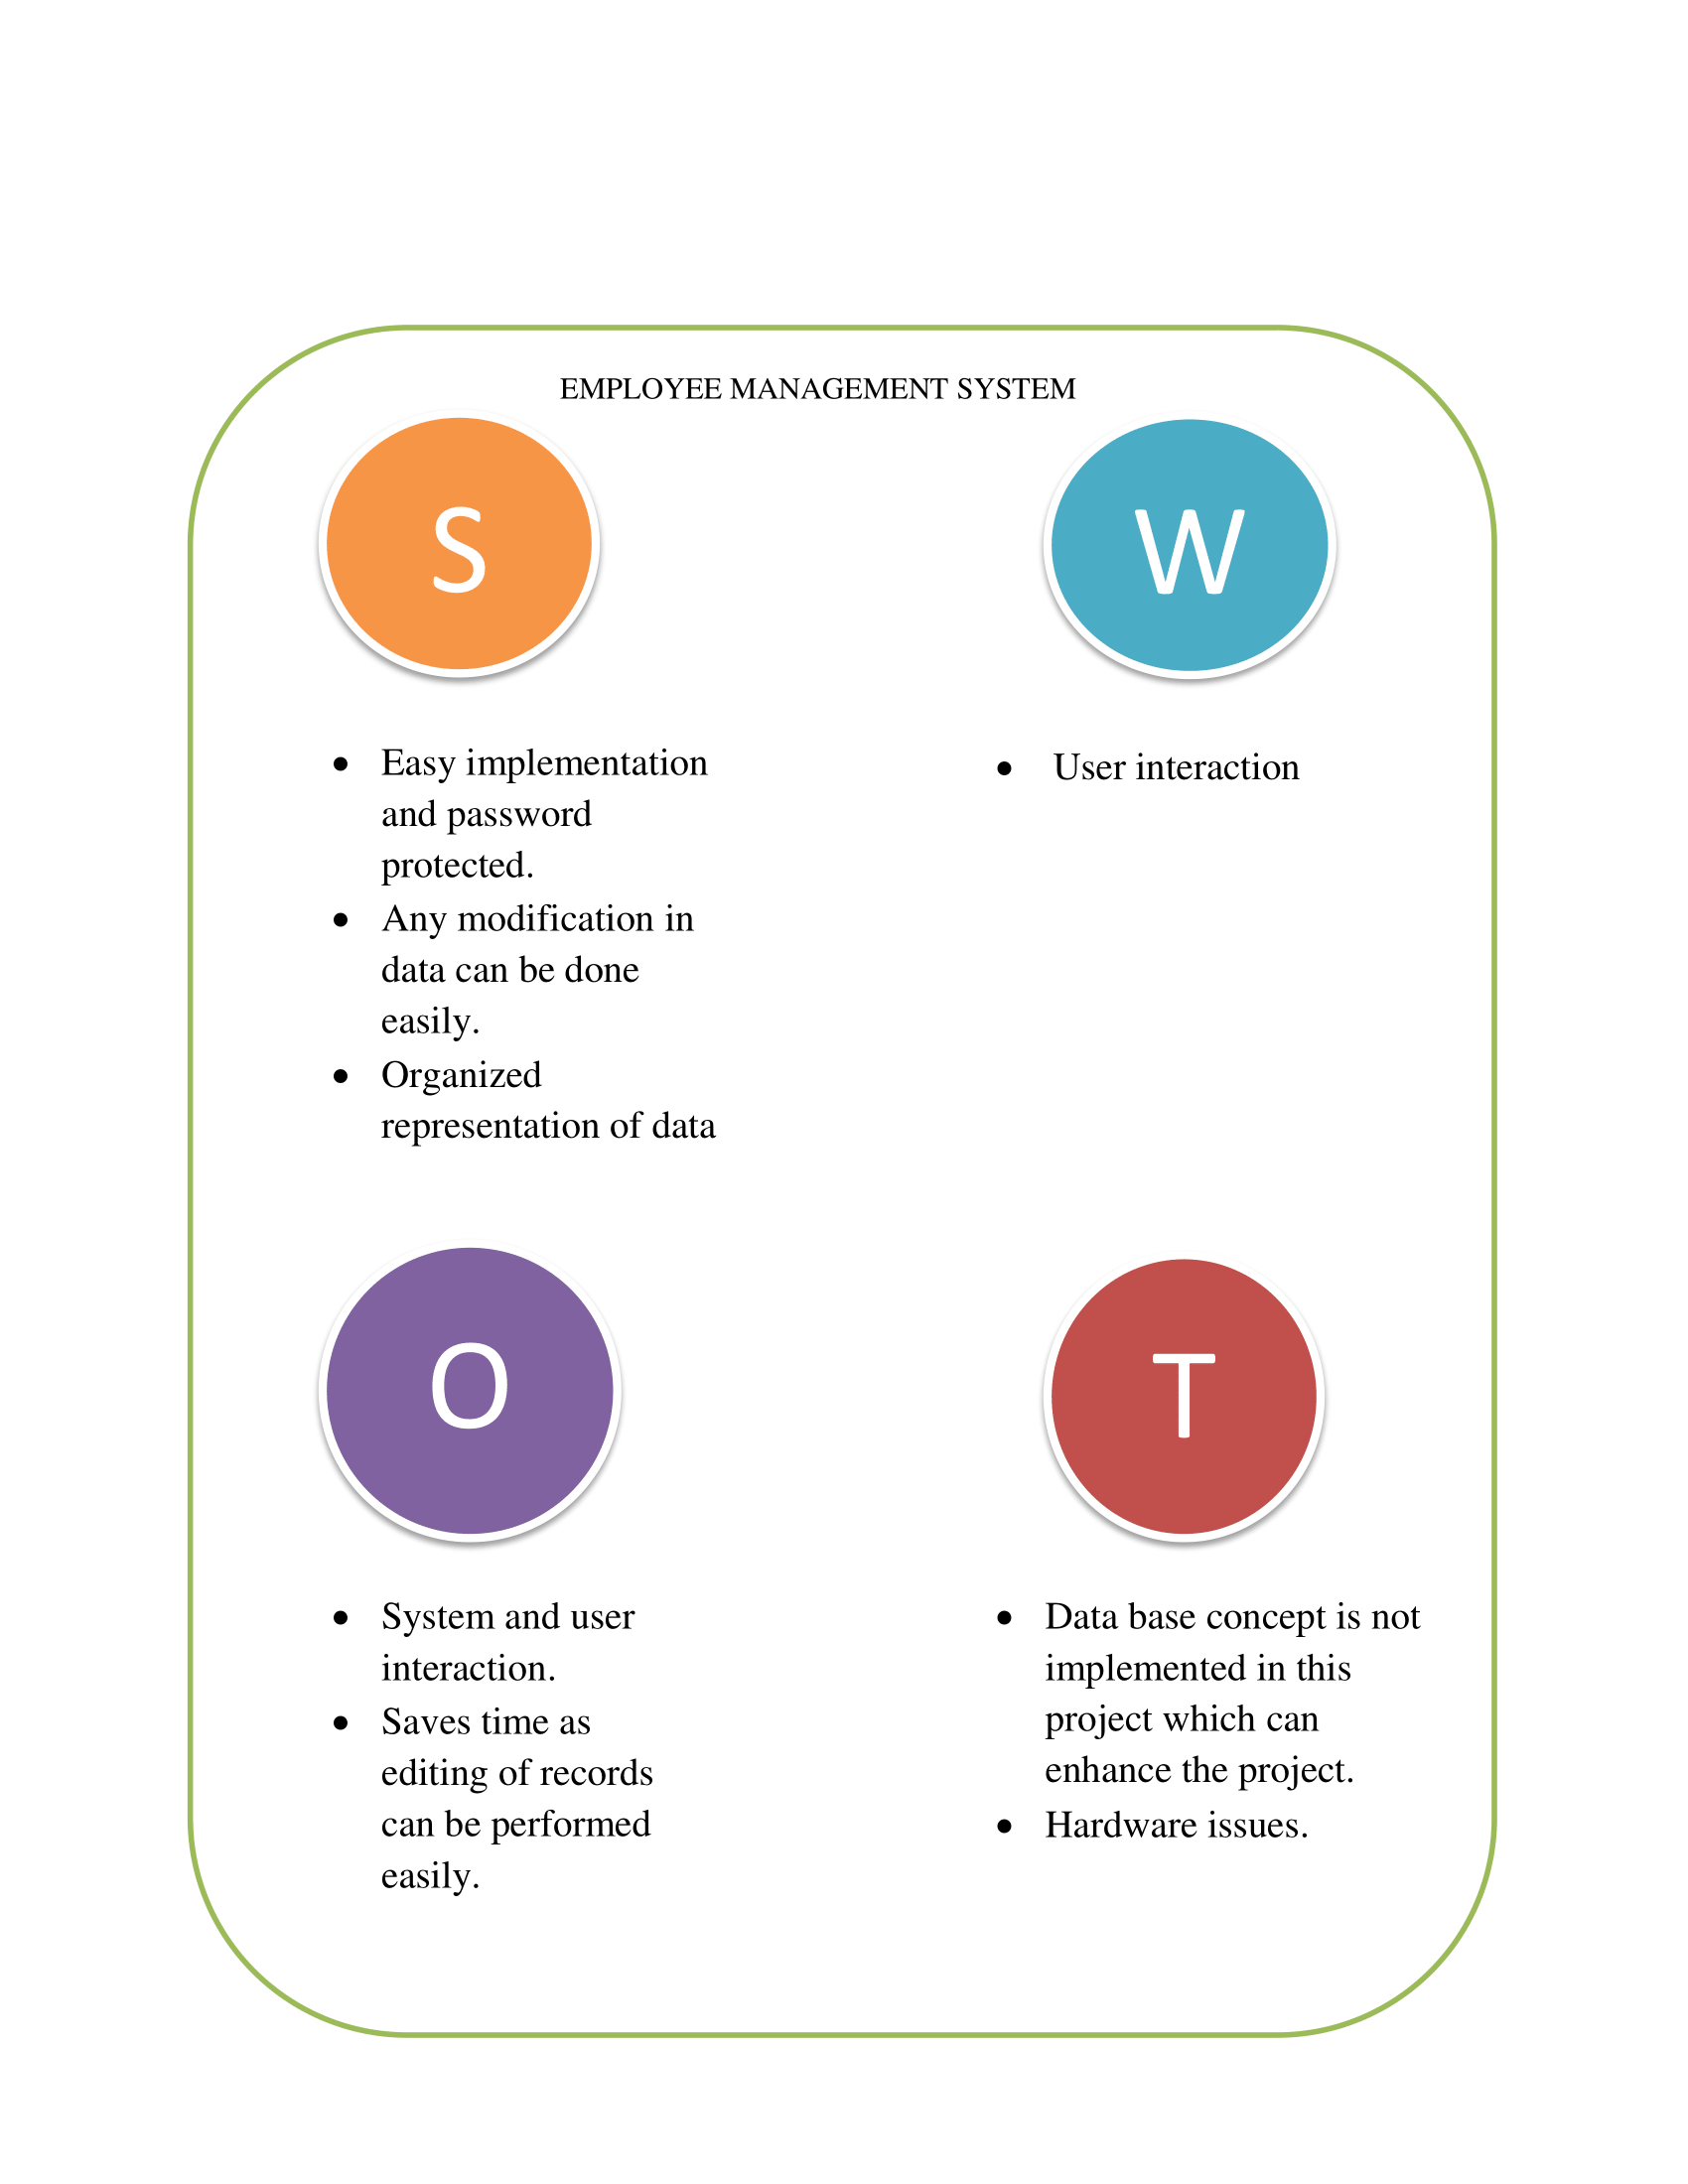 EMPLOYEE MANAGEMENT SYSTEM
S
W
• Easy implementation
and password
protected.
• Any modification in
data can be done
easily.
• Organized
representation of data
• User interaction
O
T
• System and user
interaction.
• Saves time as
editing of records
can be performed
easily.
• Data base concept is not
implemented in this
project which can
enhance the project.
• Hardware issues.